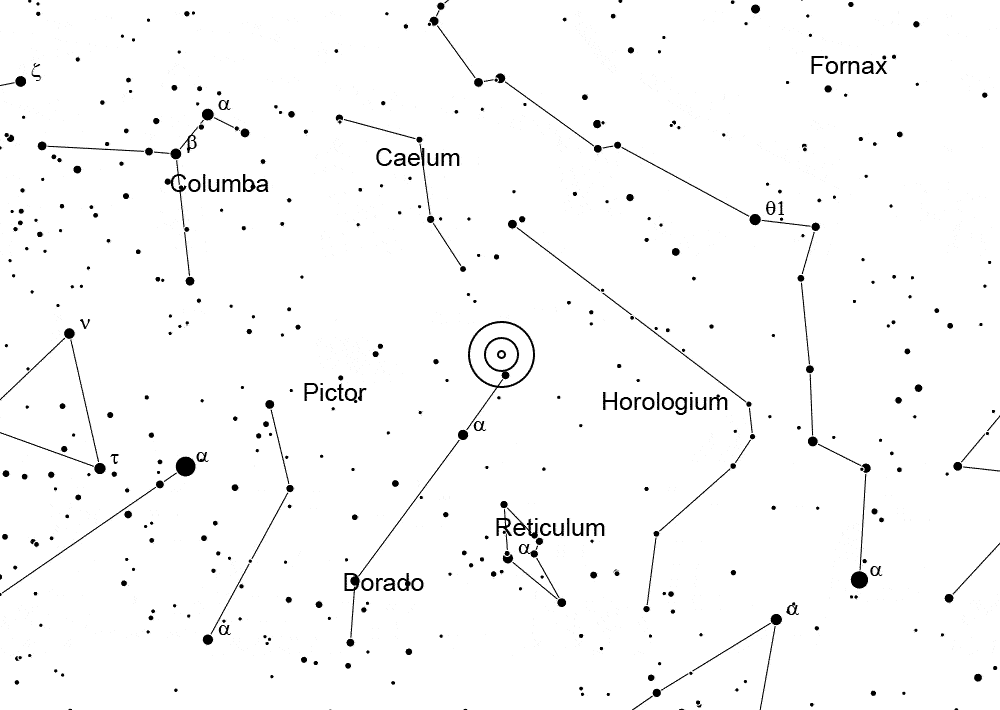 Fornax
ζ
α
β
Caelum
Columba
θ1
ν
Pictor
Horologium
α
τ
α
Reticulum
α
α
Dorado
α
α